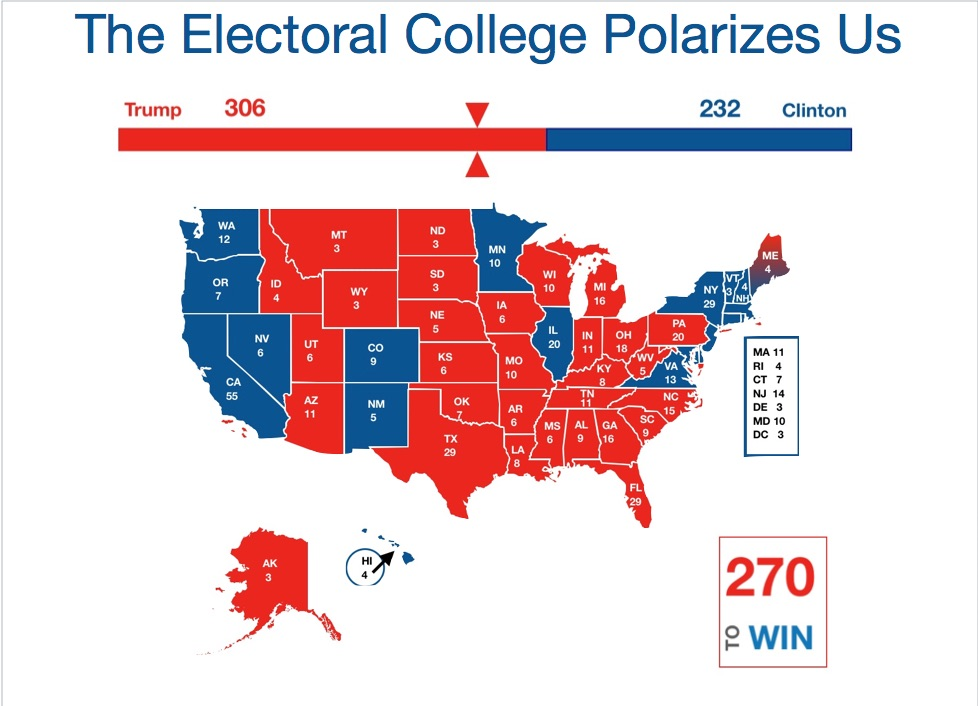 The Electoral College Polarizes Us
Trump 306 232 Clinton
WA
12
OR
7
CA
55
NV
6
ID
4
MT
3
WY
3
UT
6
AZ
11
CO
9
NM
5
ND
3
SD
3
NE
5
KS
6
OK
7
TX
29
MN
10
IA
6
MO
10
AR
6
LA
8
WI
10
IL
20
MI
16
IN
11
OH
18
KY
8
TN
11
MS
6
AL
9
GA
16
FL
29
SC
9
NC
15
VA
13
WV
5
PA
20
NY
29
VT
3
4
NH
ME
4
MA 11
RI 4
CT 7
NJ 14
DE 3
MD 10
DC 3
AK
3
HI
4
270
TO WIN